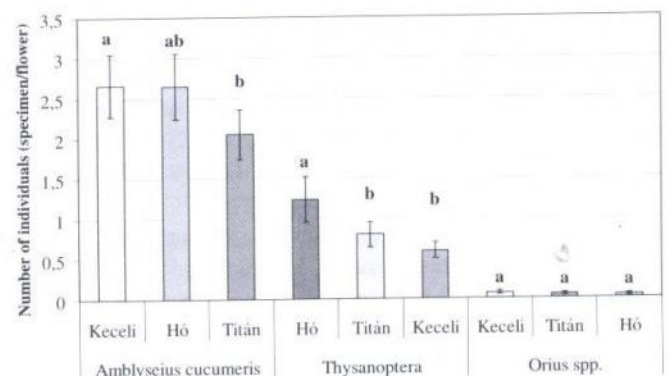 Number of individuals (specimen/flower)
3,5
3
2,5
2
1,5
1
0,5
0
a
ab
b
a
b
b
a
a
a
Keceli
Hó
Titán
Hó
Titán
Keceli
Keceli
Titán
Hó
Amblyseius cucumeris
Thysanoptera
Orius spp.